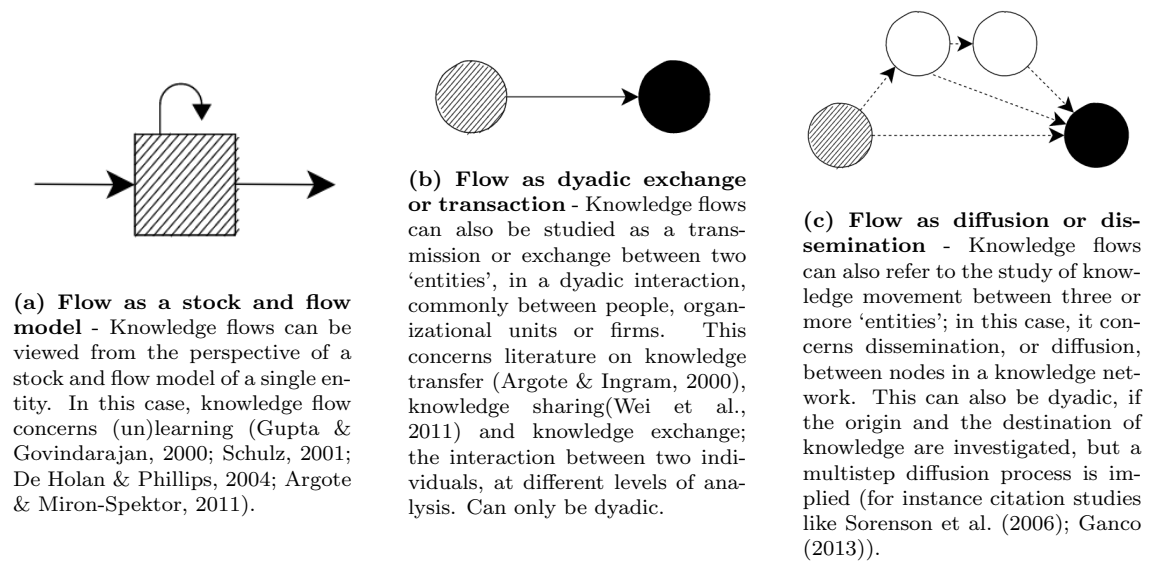 (a) Flow as a stock and flow
model - Knowledge flows can be
viewed from the perspective of a
stock and flow model of a single en-
tity. In this case, knowledge flow
concerns (un)learning (Gupta &
Govindarajan, 2000; Schulz, 2001;
De Holan & Phillips, 2004; Argote
& Miron-Spektor, 2011).
(b) Flow as dyadic exchange
or transaction - Knowledge flows
can also be studied as a trans-
mission or exchange between two
‘entities’, in a dyadic interaction,
commonly between people, organ-
izational units or firms. This
concerns literature on knowledge
transfer (Argote & Ingram, 2000),
knowledge sharing(Wei et al.,
2011) and knowledge exchange;
the interaction between two indi-
viduals, at different levels of ana-
lysis. Can only be dyadic.
(c) Flow as diffusion or dis-
semination - Knowledge flows
can also refer to the study of know-
ledge movement between three or
more ‘entities’; in this case, it con-
cerns dissemination, or diffusion,
between nodes in a knowledge net-
work. This can also be dyadic, if
the origin and the destination of
knowledge are investigated, but a
multistep diffusion process is im-
plied (for instance citation studies
like Sorenson et al. (2006); Ganco
(2013)).